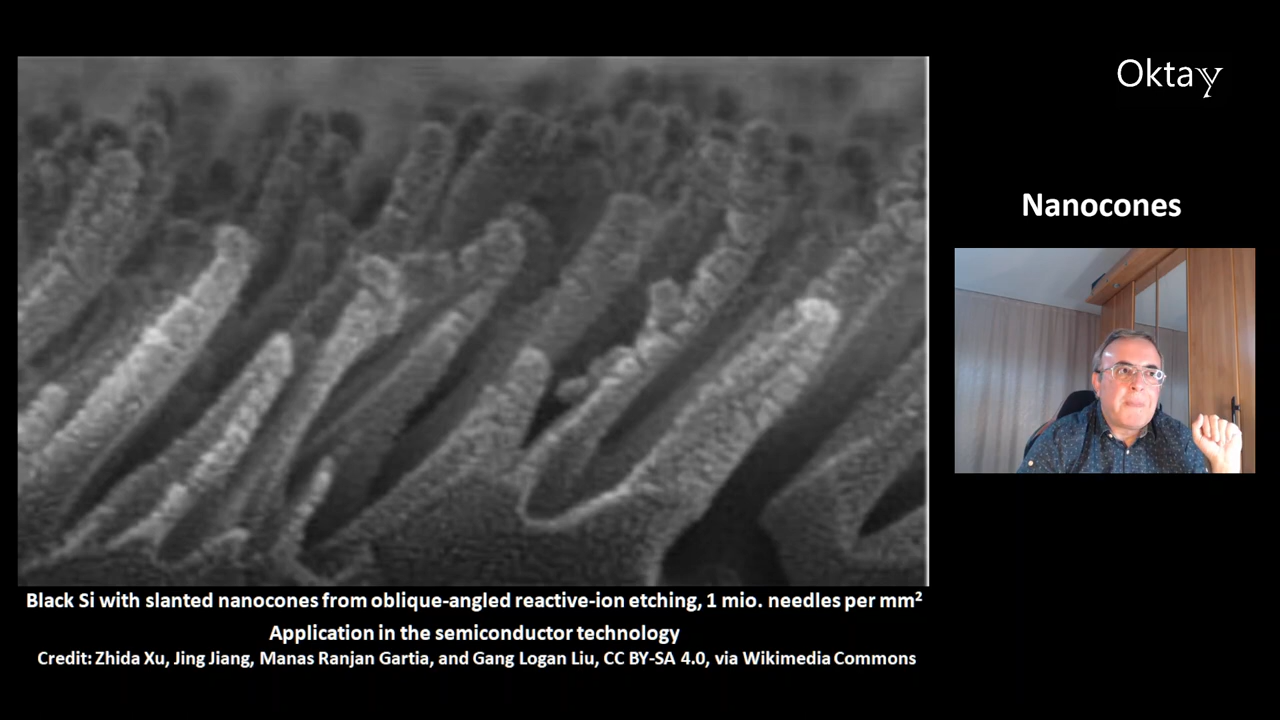 Oktay
Nanocones
Black Si with slanted nanocones from oblique-angled reactive-ion etching, 1 mio. needles per mm²
Application in the semiconductor technology
Credit: Zhida Xu, Jing Jiang, Manas Ranjan Gartia, and Gang Logan Liu, CC BY-SA 4.0, via Wikimedia Commons